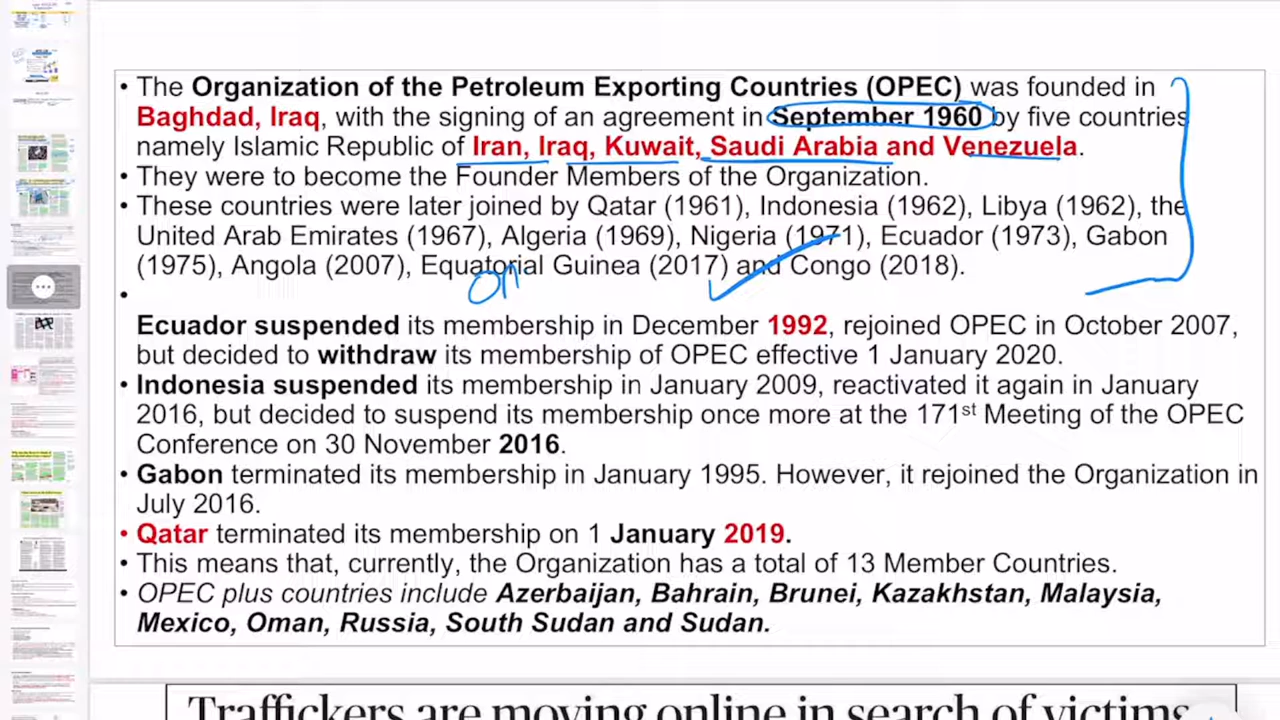 • The Organization of the Petroleum Exporting Countries (OPEC) was founded in
Baghdad, Iraq, with the signing of an agreement in September 1960 by five countries
namely Islamic Republic of Iran, Iraq, Kuwait, Saudi Arabia and Venezuela.
• They were to become the Founder Members of the Organization.
• These countries were later joined by Qatar (1961), Indonesia (1962), Libya (1962), the
United Arab Emirates (1967), Algeria (1969), Nigeria (1971), Ecuador (1973), Gabon
(1975), Angola (2007), Equatorial Guinea (2017) and Congo (2018).
•
Ecuador suspended its membership in December 1992, rejoined OPEC in October 2007,
but decided to withdraw its membership of OPEC effective 1 January 2020.
• Indonesia suspended its membership in January 2009, reactivated it again in January
2016, but decided to suspend its membership once more at the 171st Meeting of the OPEC
Conference on 30 November 2016.
• Gabon terminated its membership in January 1995. However, it rejoined the Organization in
July 2016.
• Qatar terminated its membership on 1 January 2019.
• This means that, currently, the Organization has a total of 13 Member Countries.
• OPEC plus countries include Azerbaijan, Bahrain, Brunei, Kazakhstan, Malaysia,
Mexico, Oman, Russia, South Sudan and Sudan.
Traffickers are moving online in search of victims